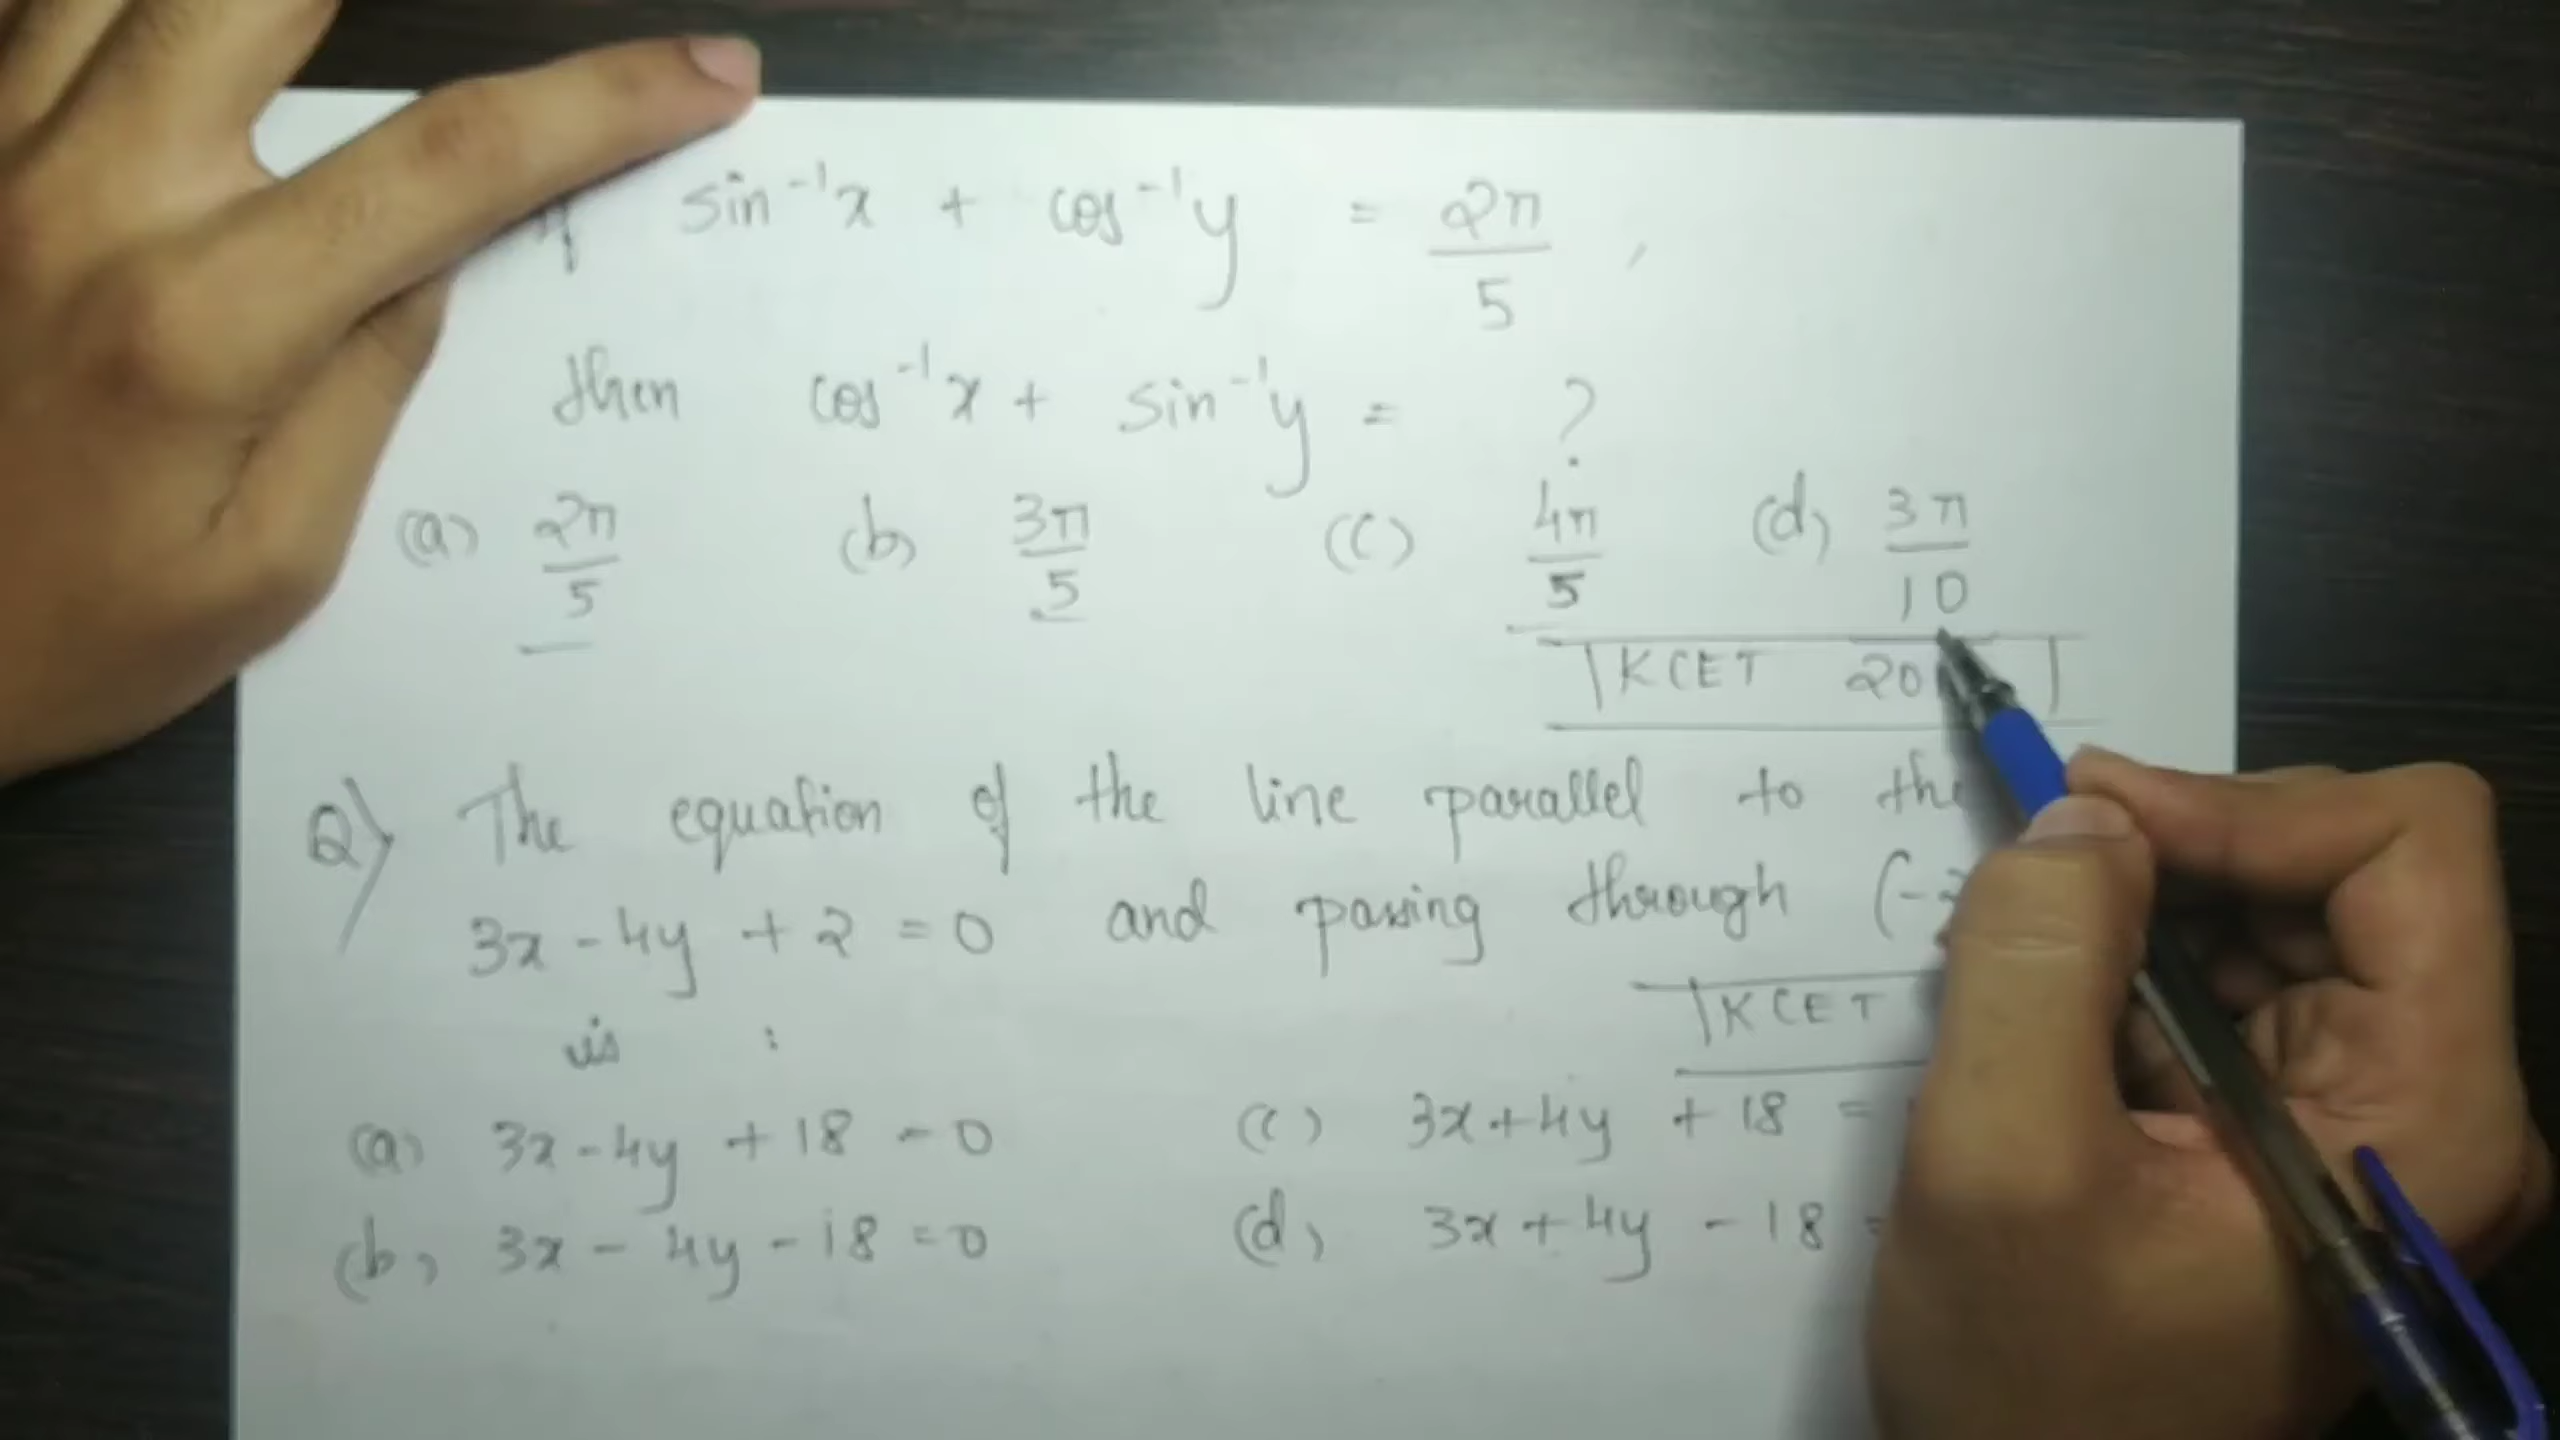 sin⁻¹x + cos⁻¹y = 2π/5 ,
then cos⁻¹x + sin⁻¹y = ?
(a) 2π/5 (b) 3π/5 (c) 4π/5 (d) 3π/10
KCET
Q) The equation of the line parallel to the
3x - 4y + 2 = 0 and passing through
KCET
is :
(a) 3x - 4y + 18 = 0 (c) 3x + 4y + 18 =
(b) 3x - 4y - 18 = 0 (d) 3x + 4y - 18 =